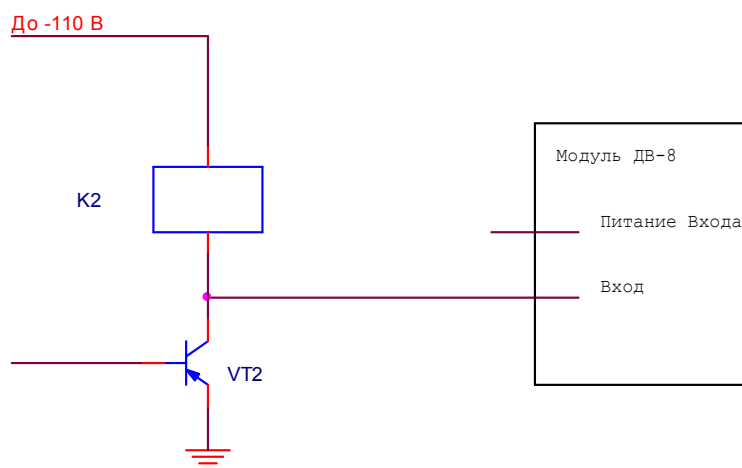 До -110 В
Модуль ДВ-8
K2
Питание Входа
Вход
VT2